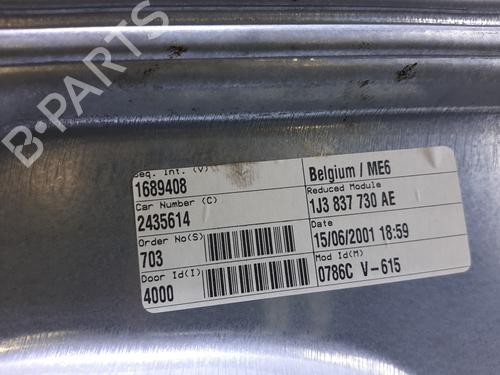 B-PARTS
Seq. Int. (V)
1689408
Car Number (C)
2435614
Order No(S)
703
Door Id(I)
4000
Belgium / ME6
Reduced Module
1J3 837 730 AE
15/06/2001 18:59
Mod Id(M)
0786C V-615